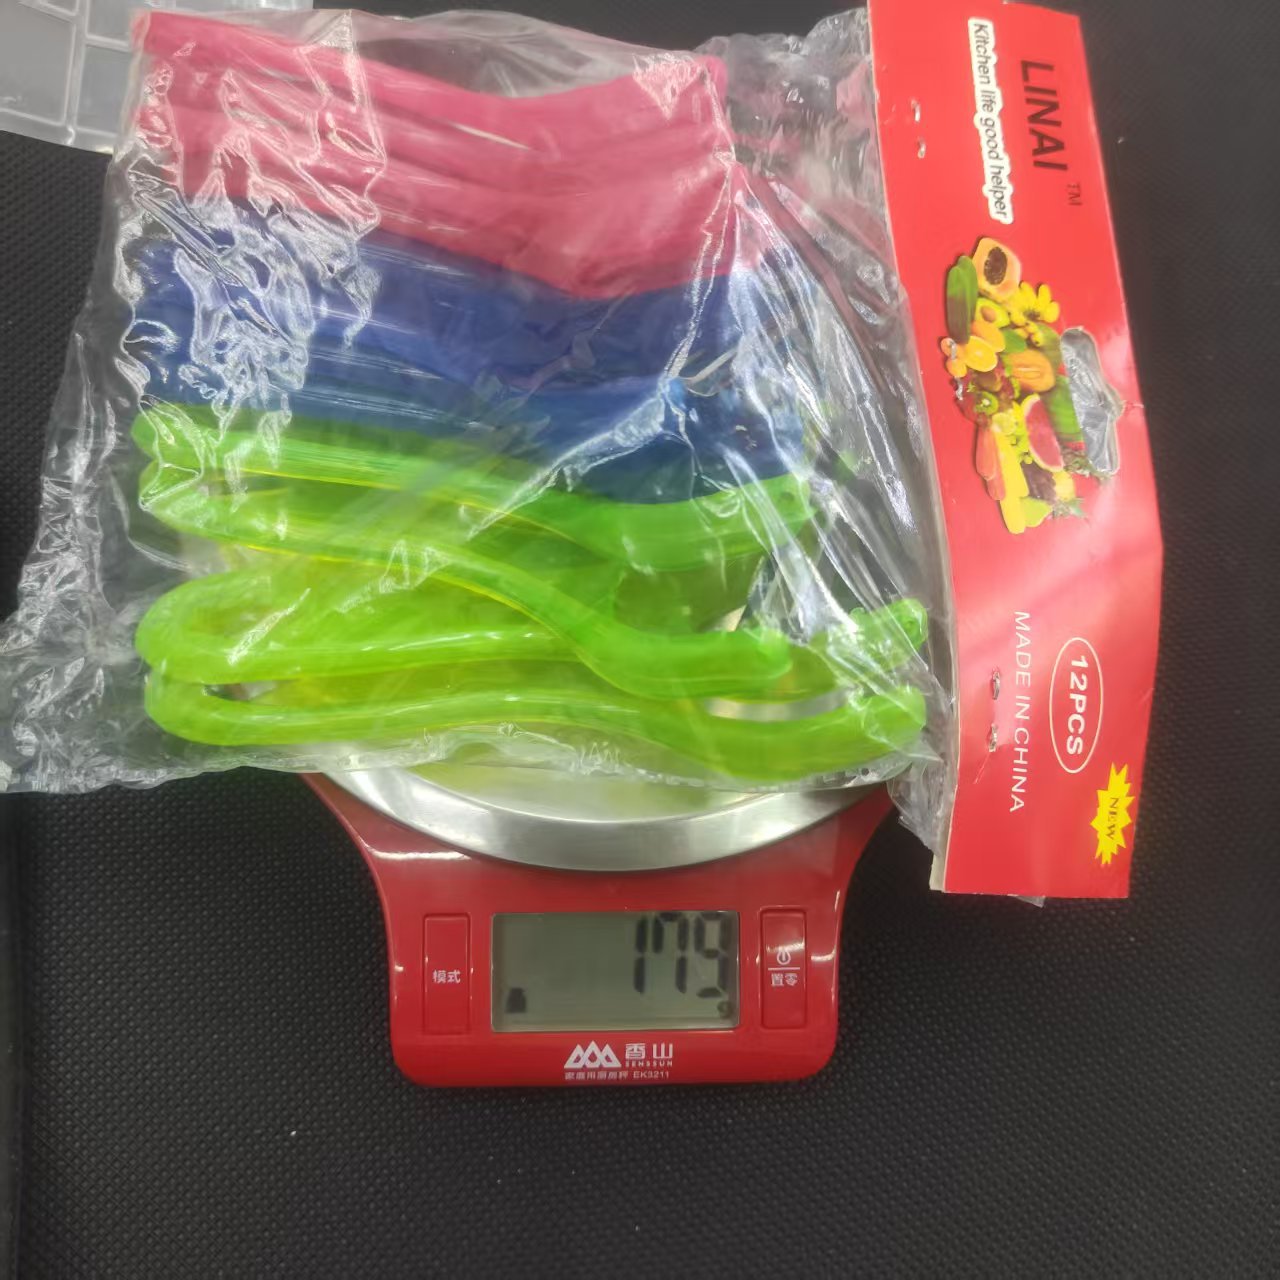 LINAI ™
Kitchen life good helper
12PCS
MADE IN CHINA
NEW
179
g
模式
置零
香山
SENSSUN
家庭用厨房秤 EK3211